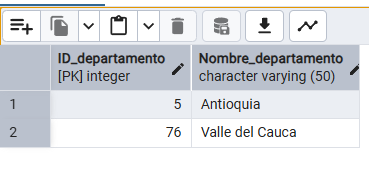 ID_departamento Nombre_departamento
[PK] integer character varying (50)
1 5 Antioquia
2 76 Valle del Cauca